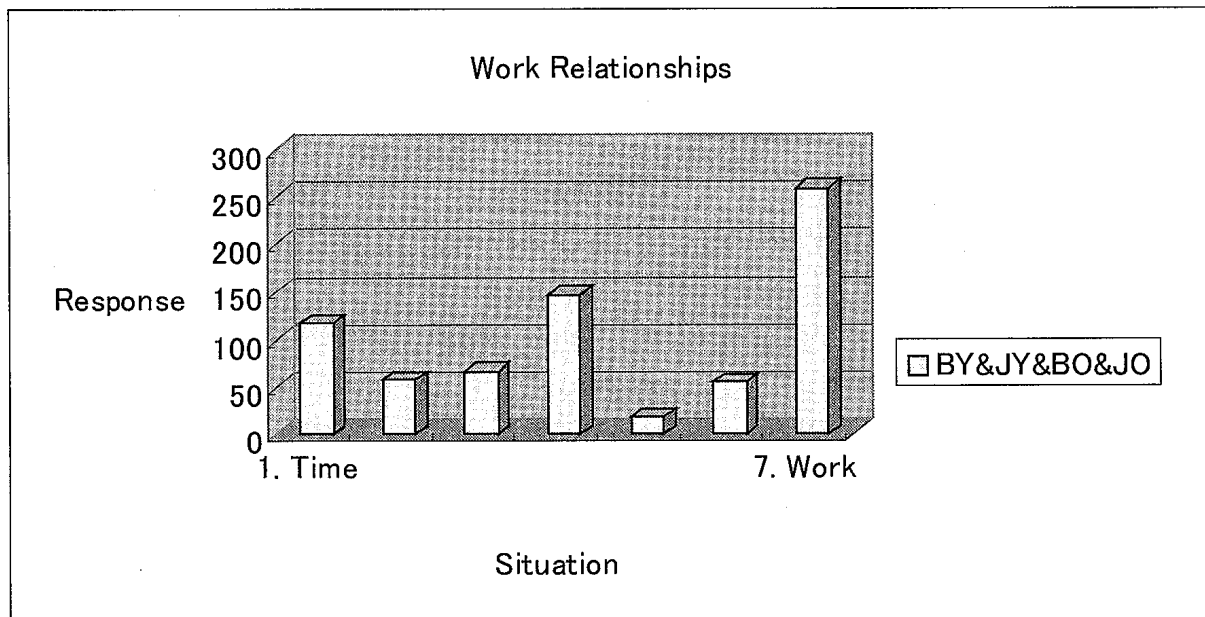 Work Relationships
300
250
200
150
100
50
0
Response
1. Time
7. Work
BY&JY&BO&JO
Situation